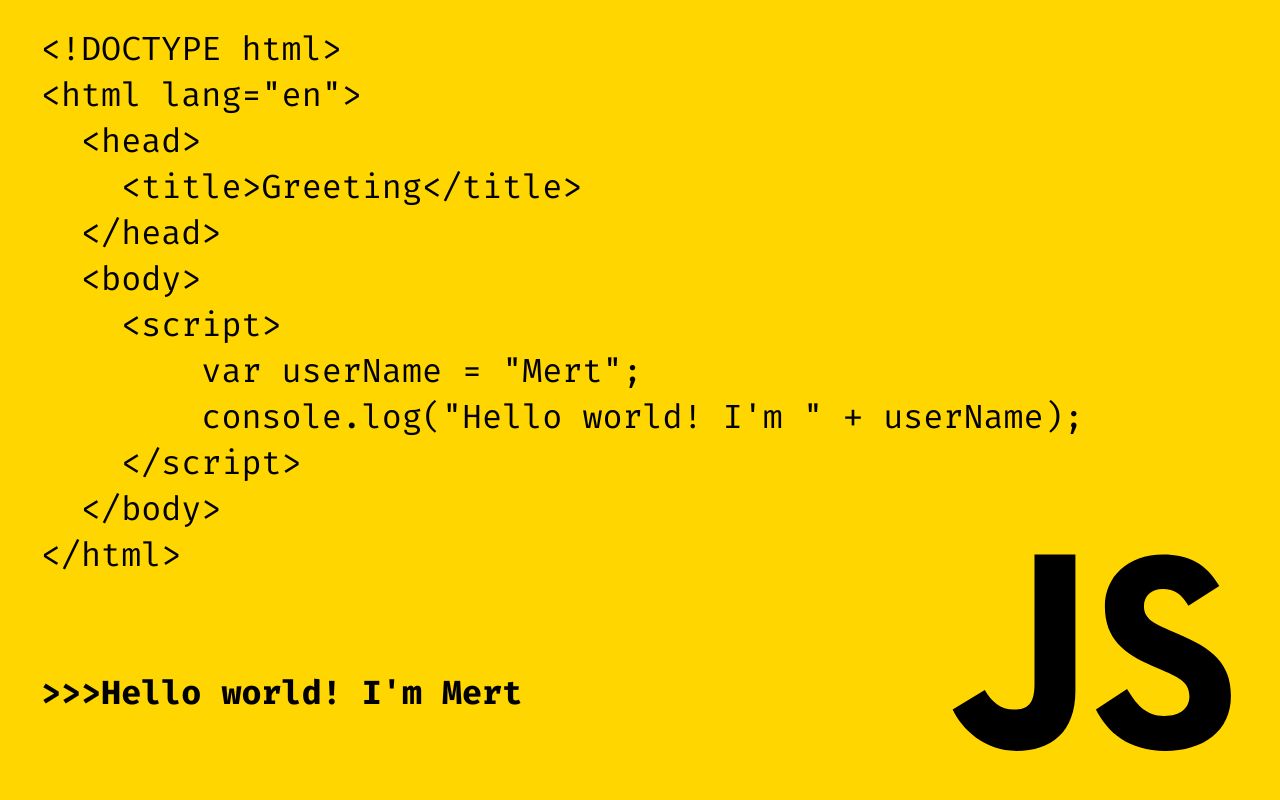 <!DOCTYPE html>
<html lang="en">
  <head>
    <title>Greeting</title>
  </head>
  <body>
    <script>
        var userName = "Mert";
        console.log("Hello world! I'm " + userName);
    </script>
  </body>
</html>
>>>Hello world! I'm Mert
JS